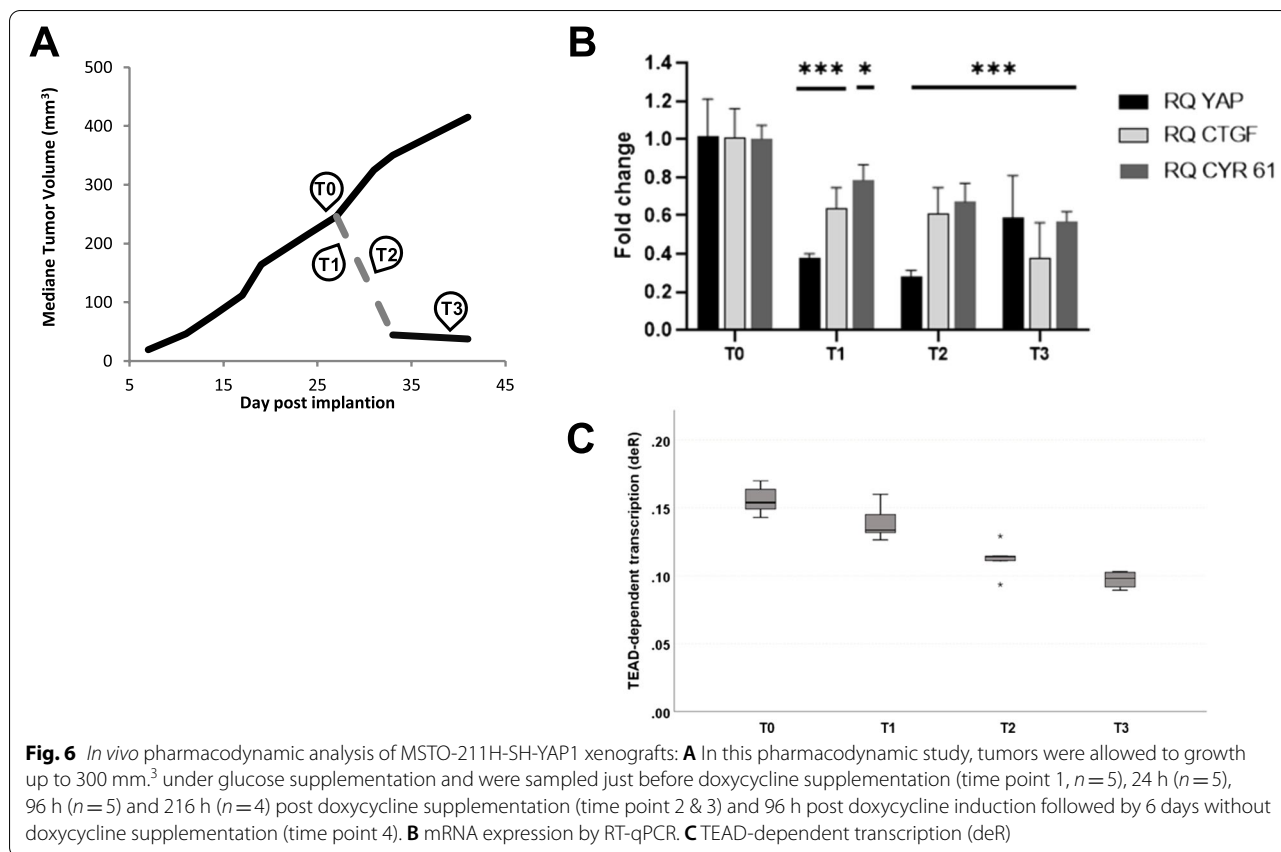 A
500
400
300
200
100
0
Mediane Tumor Volume (mm³)
T0
T1
T2
T3
5 15 25 35 45
Day post implantion
B
1.4
1.2
1.0
0.8
0.6
0.4
0.2
0.0
Fold change
*** * ***
T0 T1 T2 T3
RQ YAP
RQ CTGF
RQ CYR 61
C
.20
.15
.10
.05
.00
TEAD-dependent transcription (deR)
*
*
T0 T1 T2 T3
Fig. 6 In vivo pharmacodynamic analysis of MSTO-211H-SH-YAP1 xenografts: A In this pharmacodynamic study, tumors were allowed to growth
up to 300 mm.³ under glucose supplementation and were sampled just before doxycycline supplementation (time point 1, n = 5), 24 h (n = 5),
96 h (n = 5) and 216 h (n = 4) post doxycycline supplementation (time point 2 & 3) and 96 h post doxycycline induction followed by 6 days without
doxycycline supplementation (time point 4). B mRNA expression by RT-qPCR. C TEAD-dependent transcription (deR)